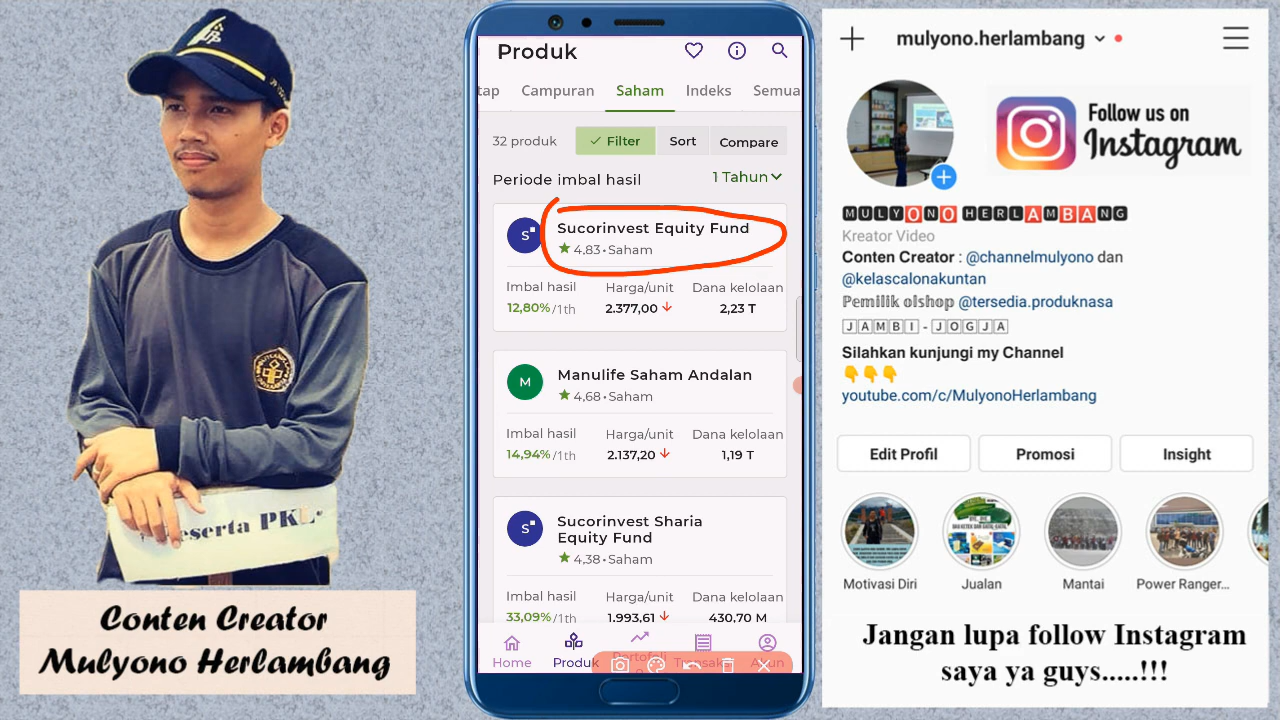 eserta PKL
Conten Creator
Mulyono Herlambang
Produk
tap Campuran Saham Indeks Semua
32 produk Filter Sort Compare
Periode imbal hasil 1 Tahun
S Sucorinvest Equity Fund
4,83 • Saham
Imbal hasil Harga/unit Dana kelolaan
12,80%/1th 2.377,00 2,23 T
M Manulife Saham Andalan
4,68 • Saham
Imbal hasil Harga/unit Dana kelolaan
14,94%/1th 2.137,20 1,19 T
S Sucorinvest Sharia
Equity Fund
4,38 • Saham
Imbal hasil Harga/unit Dana kelolaan
33,09%/1th 1.993,61 430,70 M
Home Produk
mulyono.herlambang
Follow us on
Instagram
🅼🆄🅻🆈🅾🅽🅾 🅷🅴🆁🅻🅰🅼🅱🅰🅽🅶
Kreator Video
Conten Creator : @channelmulyono dan
@kelascalonakuntan
ℙ𝕖𝕞𝕚𝕝𝕚𝕜 𝕠𝕝𝕤𝕙𝕠𝕡 @tersedia.produknasa
🄹🄰🄼🄱🄸 - 🄹🄾🄶🄹🄰
Silahkan kunjungi my Channel
👇👇👇
youtube.com/c/MulyonoHerlambang
Edit Profil Promosi Insight
Motivasi Diri Jualan Mantai Power Ranger...
Jangan lupa follow Instagram
saya ya guys.....!!!